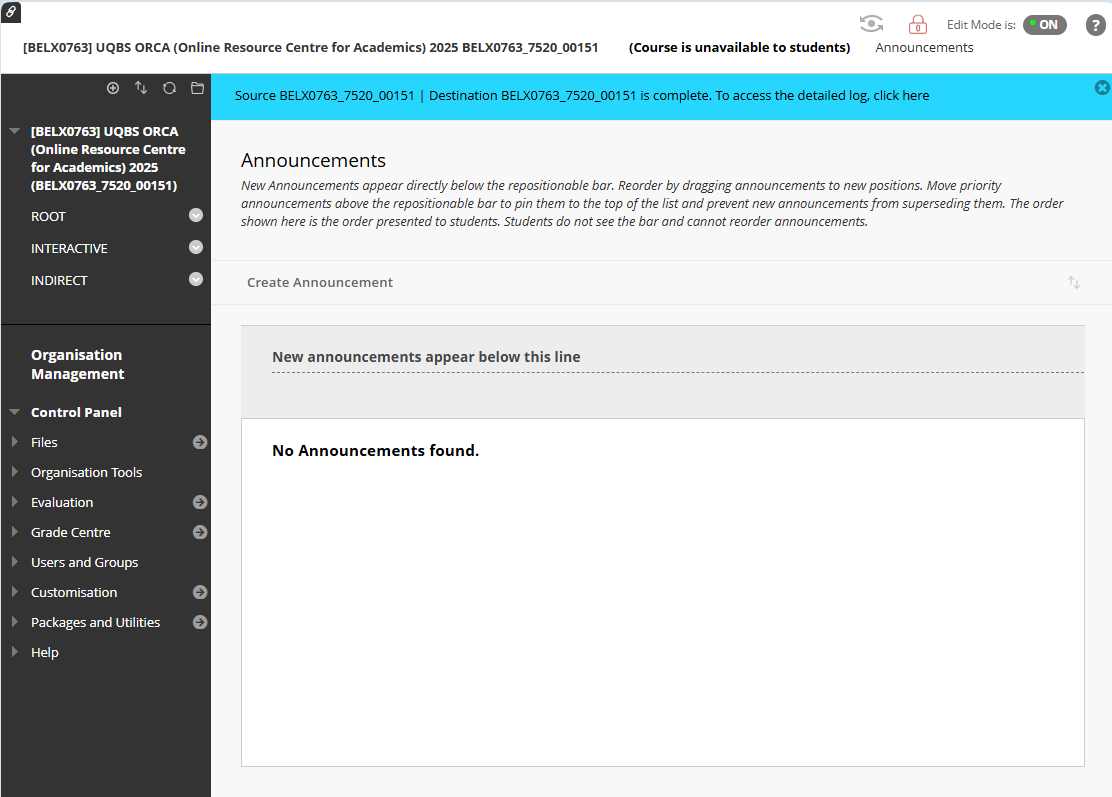 Edit Mode is: ON ?
[BELX0763] UQBS ORCA (Online Resource Centre for Academics) 2025 BELX0763_7520_00151 (Course is unavailable to students) Announcements
Source BELX0763_7520_00151 | Destination BELX0763_7520_00151 is complete. To access the detailed log, click here
[BELX0763] UQBS ORCA
(Online Resource Centre
for Academics) 2025
(BELX0763_7520_00151)
ROOT
INTERACTIVE
INDIRECT
Organisation
Management
Control Panel
Files
Organisation Tools
Evaluation
Grade Centre
Users and Groups
Customisation
Packages and Utilities
Help
Announcements
New Announcements appear directly below the repositionable bar. Reorder by dragging announcements to new positions. Move priority
announcements above the repositionable bar to pin them to the top of the list and prevent new announcements from superseding them. The order
shown here is the order presented to students. Students do not see the bar and cannot reorder announcements.
Create Announcement
New announcements appear below this line
No Announcements found.